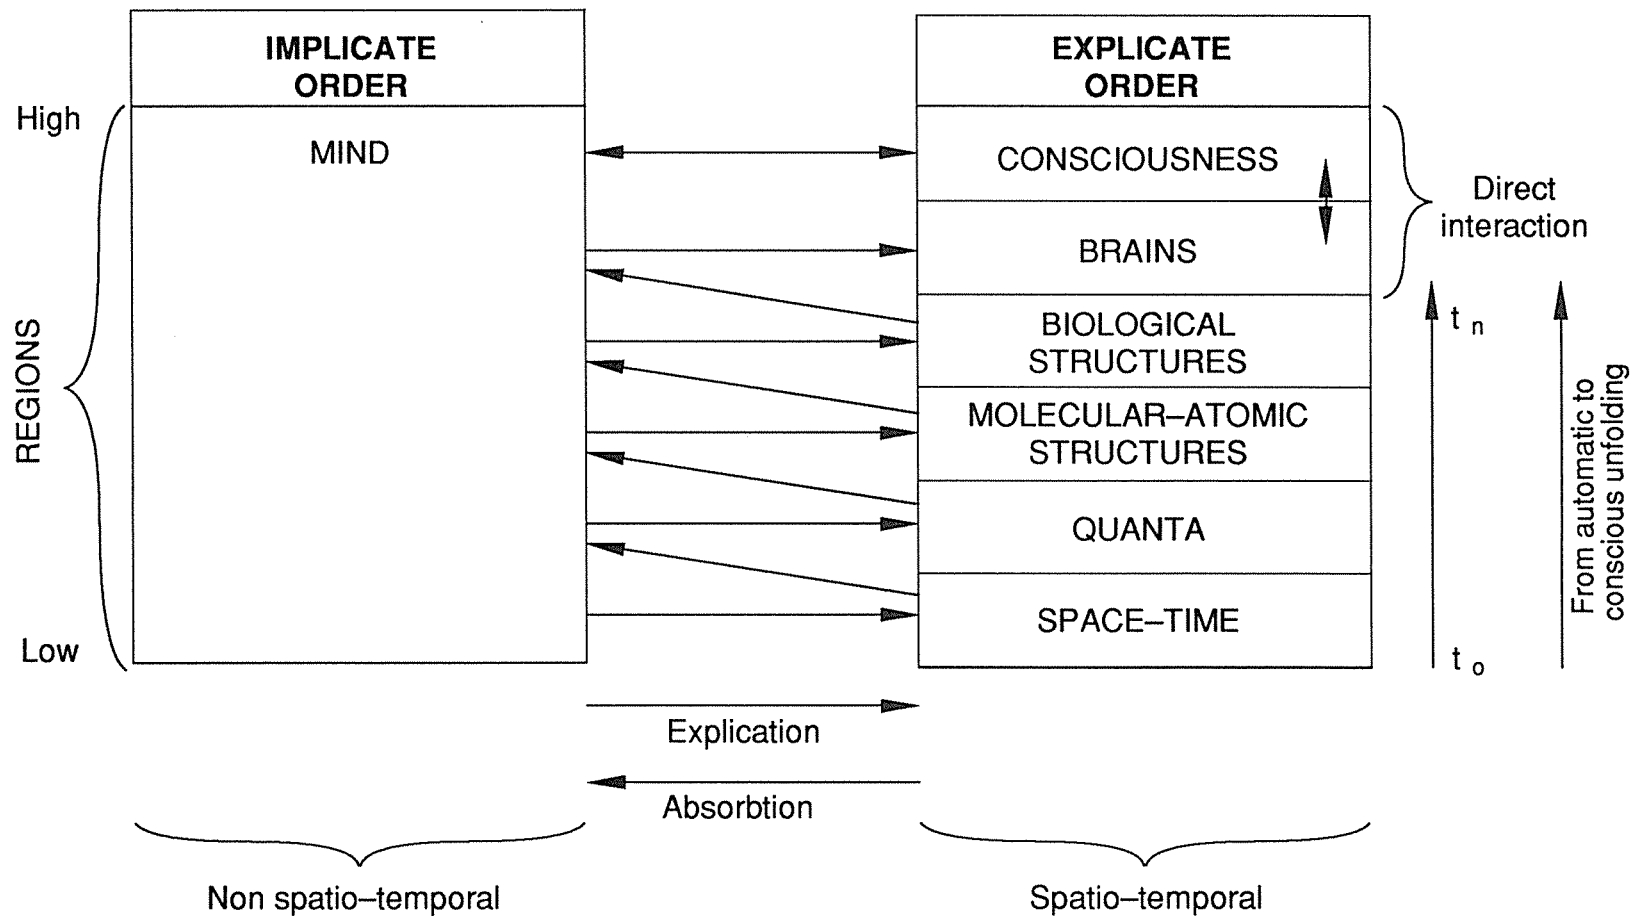 IMPLICATE
ORDER
EXPLICATE
ORDER
High
MIND
CONSCIOUSNESS
Direct
interaction
BRAINS
REGIONS
BIOLOGICAL
STRUCTURES
t n
MOLECULAR–ATOMIC
STRUCTURES
QUANTA
From automatic to
conscious unfolding
SPACE–TIME
Low
t o
Explication
Absorbtion
Non spatio–temporal
Spatio–temporal